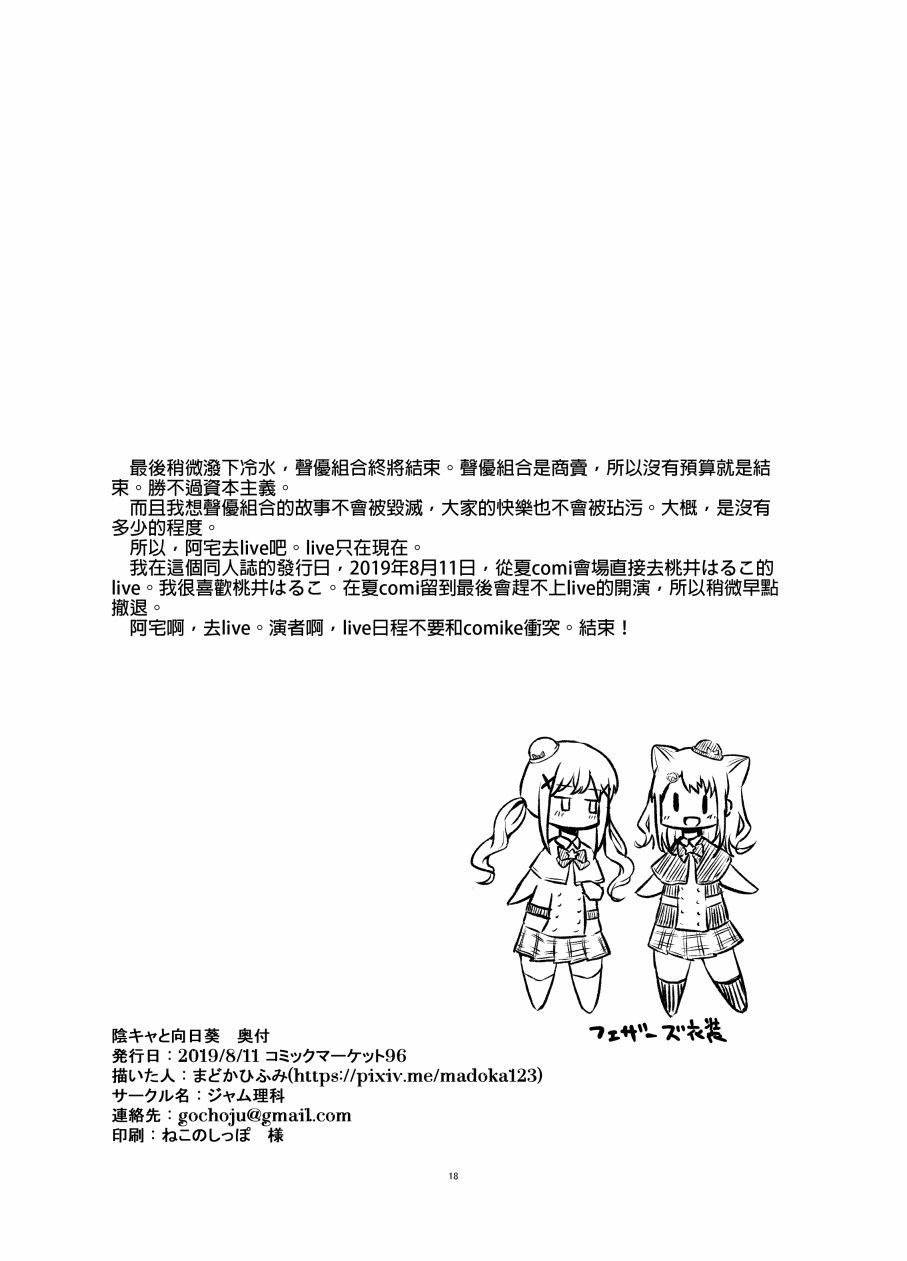 最後稍微潑下冷水，聲優組合終將結束。聲優組合是商賣，所以沒有預算就是結
束。勝不過資本主義。
而且我想聲優組合的故事不會被毀滅，大家的快樂也不會被玷污。大概，是沒有
多少的程度。
所以，阿宅去live吧。live只在現在。
我在這個同人誌的發行日，2019年8月11日，從夏comi會場直接去桃井はるこ的
live。我很喜歡桃井はるこ。在夏comi留到最後會趕不上live的開演，所以稍微早點
撤退。
阿宅啊，去live。演者啊，live日程不要和comike衝突。結束！
フェザーズ衣装
陰キャと向日葵　奥付
発行日：2019/8/11 コミックマーケット96
描いた人：まどかひふみ(https://pixiv.me/madoka123)
サークル名：ジャム理科
連絡先：gochoju@gmail.com
印刷：ねこのしっぽ　様
18